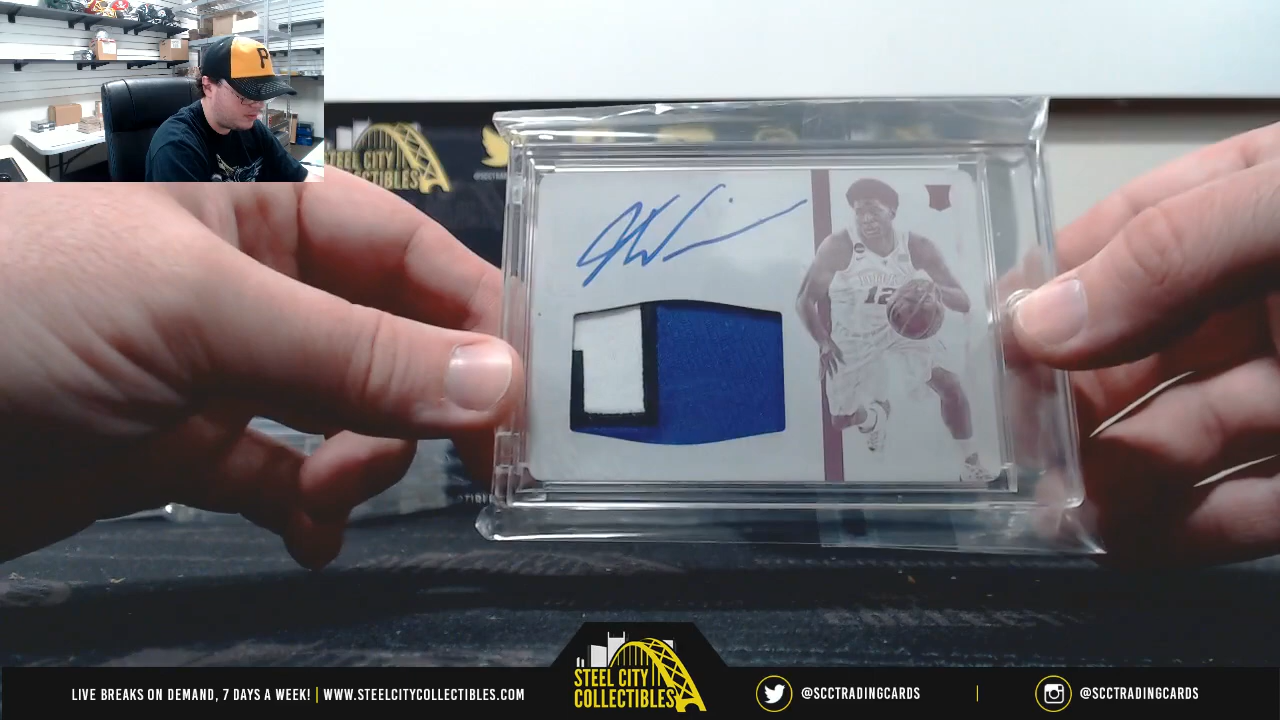 P
STEEL CITY
COLLECTIBLES
12
LIVE BREAKS ON DEMAND, 7 DAYS A WEEK! | WWW.STEELCITYCOLLECTIBLES.COM
STEEL CITY
COLLECTIBLES
@SCCTRADINGCARDS | @SCCTRADINGCARDS